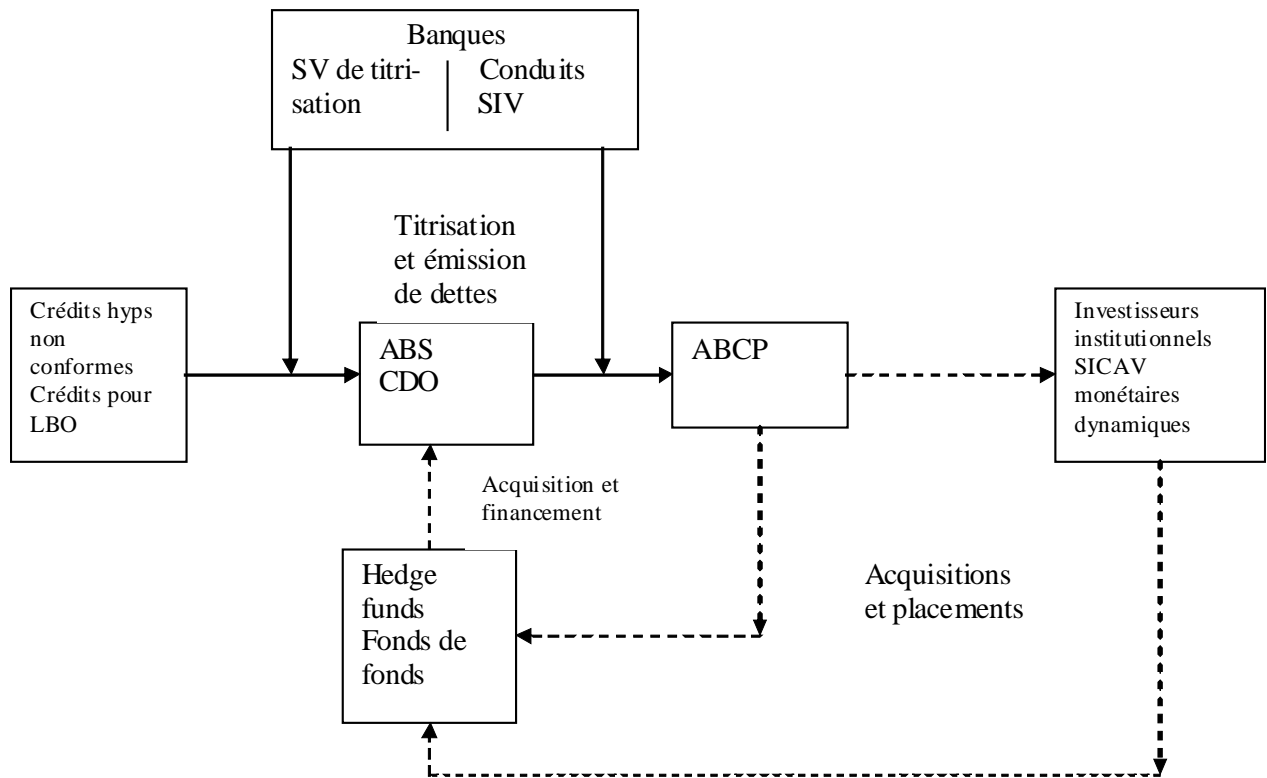 Banques
SV de titri-
sation
Conduits
SIV
Titrisation
et émission
de dettes
Crédits hyps
non
conformes
Crédits pour
LBO
ABS
CDO
ABCP
Investisseurs
institutionnels
SICAV
monétaires
dynamiques
Acquisition et
financement
Hedge
funds
Fonds de
fonds
Acquisitions
et placements